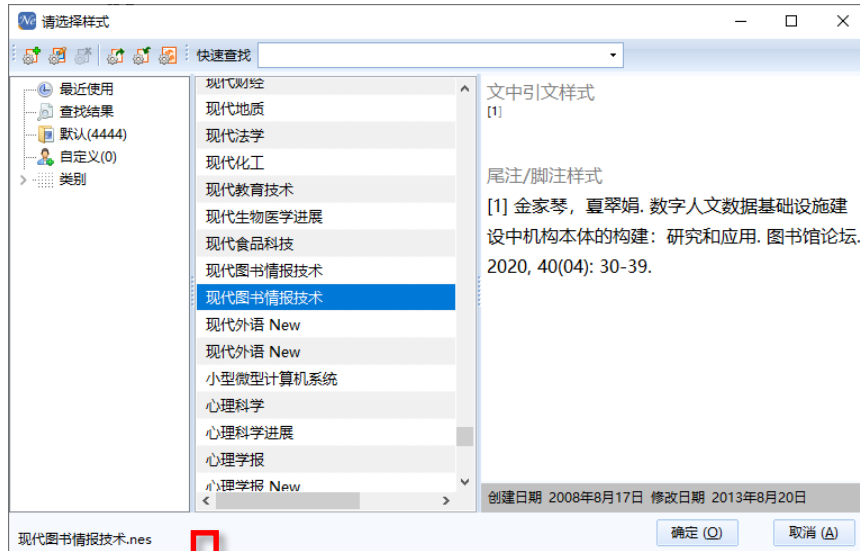 Ne 请选择样式
快速查找
最近使用
查找结果
默认(4444)
自定义(0)
类别
现代财经
现代地质
现代法学
现代化工
现代教育技术
现代生物医学进展
现代食品科技
现代图书情报技术
现代图书情报技术
现代外语 New
现代外语 New
小型微型计算机系统
心理科学
心理科学进展
心理学报
心理学报 New
文中引文样式
[1]
尾注/脚注样式
[1] 金家琴，夏翠娟. 数字人文数据基础设施建
设中机构本体的构建：研究和应用. 图书馆论坛.
2020, 40(04): 30-39.
创建日期 2008年8月17日 修改日期 2013年8月20日
现代图书情报技术.nes
确定 (O)
取消 (A)